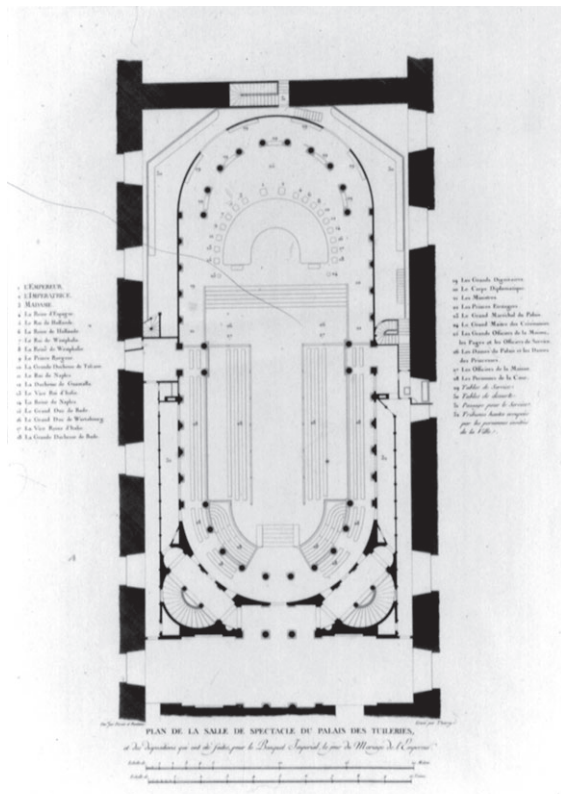 1 L'EMPEREUR.
2 L'IMPÉRATRICE.
3 MADAME.
4 La Reine d'Espagne
5 Le Roi de Hollande
6 La Reine de Hollande
7 Le Roi de Westphalie
8 La Reine de Westphalie
9 Le Prince Borghese
10 La Grande Duchesse de Toscane
11 Le Roi de Naples
12 La Duchesse de Guastalla
13 Le Vice Roi d'Italie
14 La Reine de Naples
15 Le Grand Duc de Bade
16 Le Grand Duc de Wurtzbourg
17 La Vice Reine d'Italie
18 La Grande Duchesse de Bade
19 Les Grands Dignitaires
20 Le Corps Diplomatique
21 Les Ministres
22 Les Princes Etrangers
23 Le Grand Maréchal du Palais
24 Le Grand Maitre des Cérémonies
25 Les Grands Officiers de la Maison,
les Pages et les Officiers de Service
26 Les Dames du Palais et les Dames
des Princesses
27 Les Officiers de la Maison
28 Les Personnes de la Cour
29 Tables de Service
30 Tables de desserte
31 Passage pour le Service
32 Tribunes hautes occupées
par les personnes invitées
de la Ville
PLAN DE LA SALLE DE SPECTACLE DU PALAIS DES TUILERIES,
et des dispositions qui ont été faites pour le Banquet Impérial, le jour du Mariage de l'Empereur
Echelle de
Mètres
Echelle de
Toises